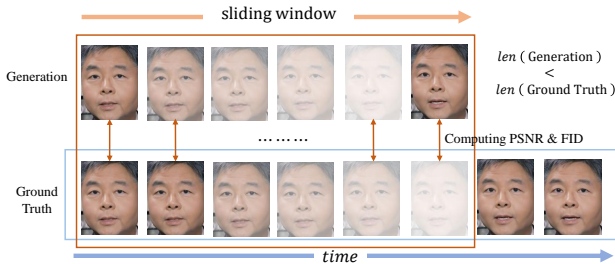 sliding window
Generation
len ( Generation )
<
len ( Ground Truth )
………
Computing PSNR & FID
Ground
Truth
time